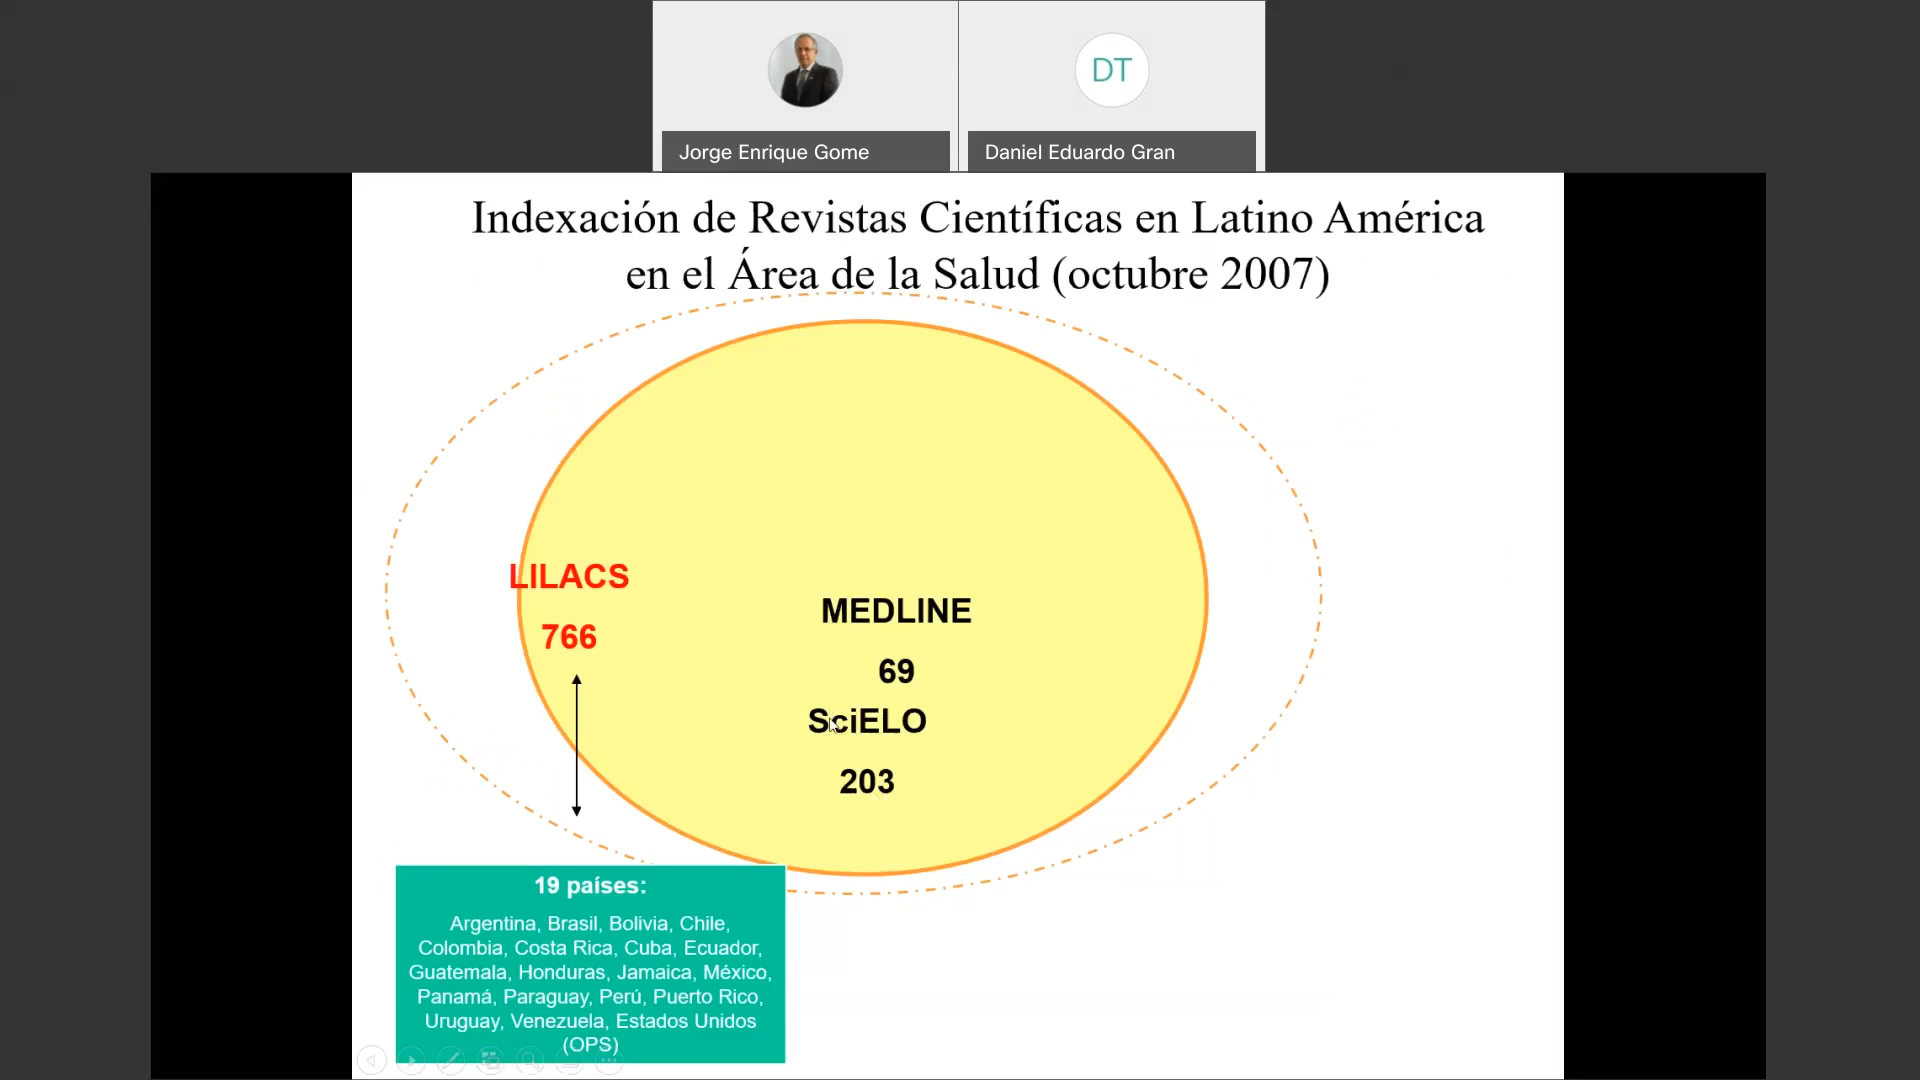 DT
Jorge Enrique Gome
Daniel Eduardo Gran
Indexación de Revistas Científicas en Latino América
en el Área de la Salud (octubre 2007)
LILACS
766
MEDLINE
69
SciELO
203
19 países:
Argentina, Brasil, Bolivia, Chile,
Colombia, Costa Rica, Cuba, Ecuador,
Guatemala, Honduras, Jamaica, México,
Panamá, Paraguay, Perú, Puerto Rico,
Uruguay, Venezuela, Estados Unidos
(OPS)